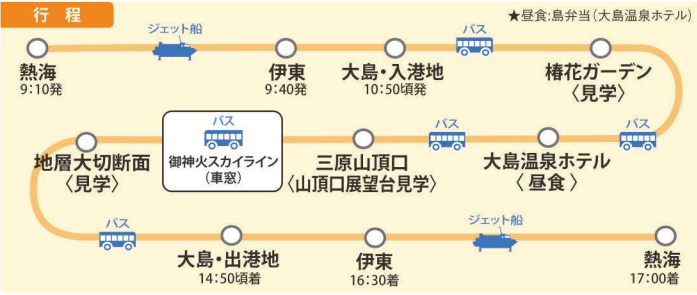 行 程
★昼食:島弁当(大島温泉ホテル)
ジェット船
バス
熱海
9:10発
伊東
9:40発
大島・入港地
10:50頃発
椿花ガーデン
〈見学〉
バス
バス
バス
地層大切断面
〈見学〉
御神火スカイライン
(車窓)
三原山頂口
〈山頂口展望台見学〉
大島温泉ホテル
〈 昼食 〉
バス
ジェット船
大島・出港地
14:50頃着
伊東
16:30着
熱海
17:00着